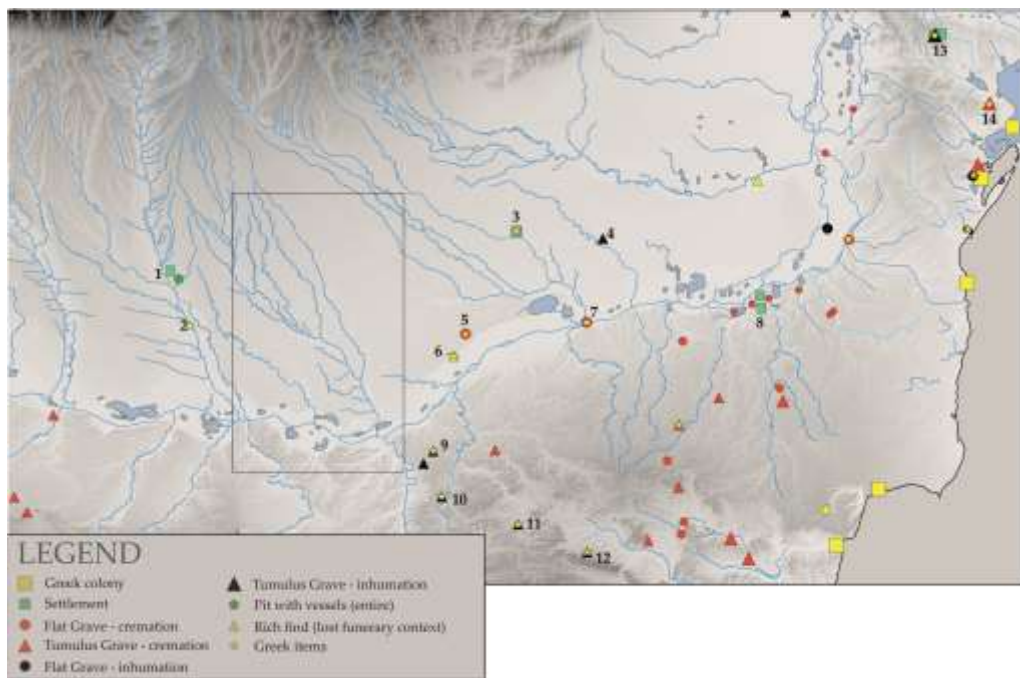 13
14
3
4
1
2
5
6
7
8
9
10
11
12
LEGEND
Greek colony
Settlement
Flat Grave - cremation
Tumulus Grave - cremation
Flat Grave - inhumation
Tumulus Grave - inhumation
Pit with vessels (entire)
Rich find (lost funerary context)
Greek items